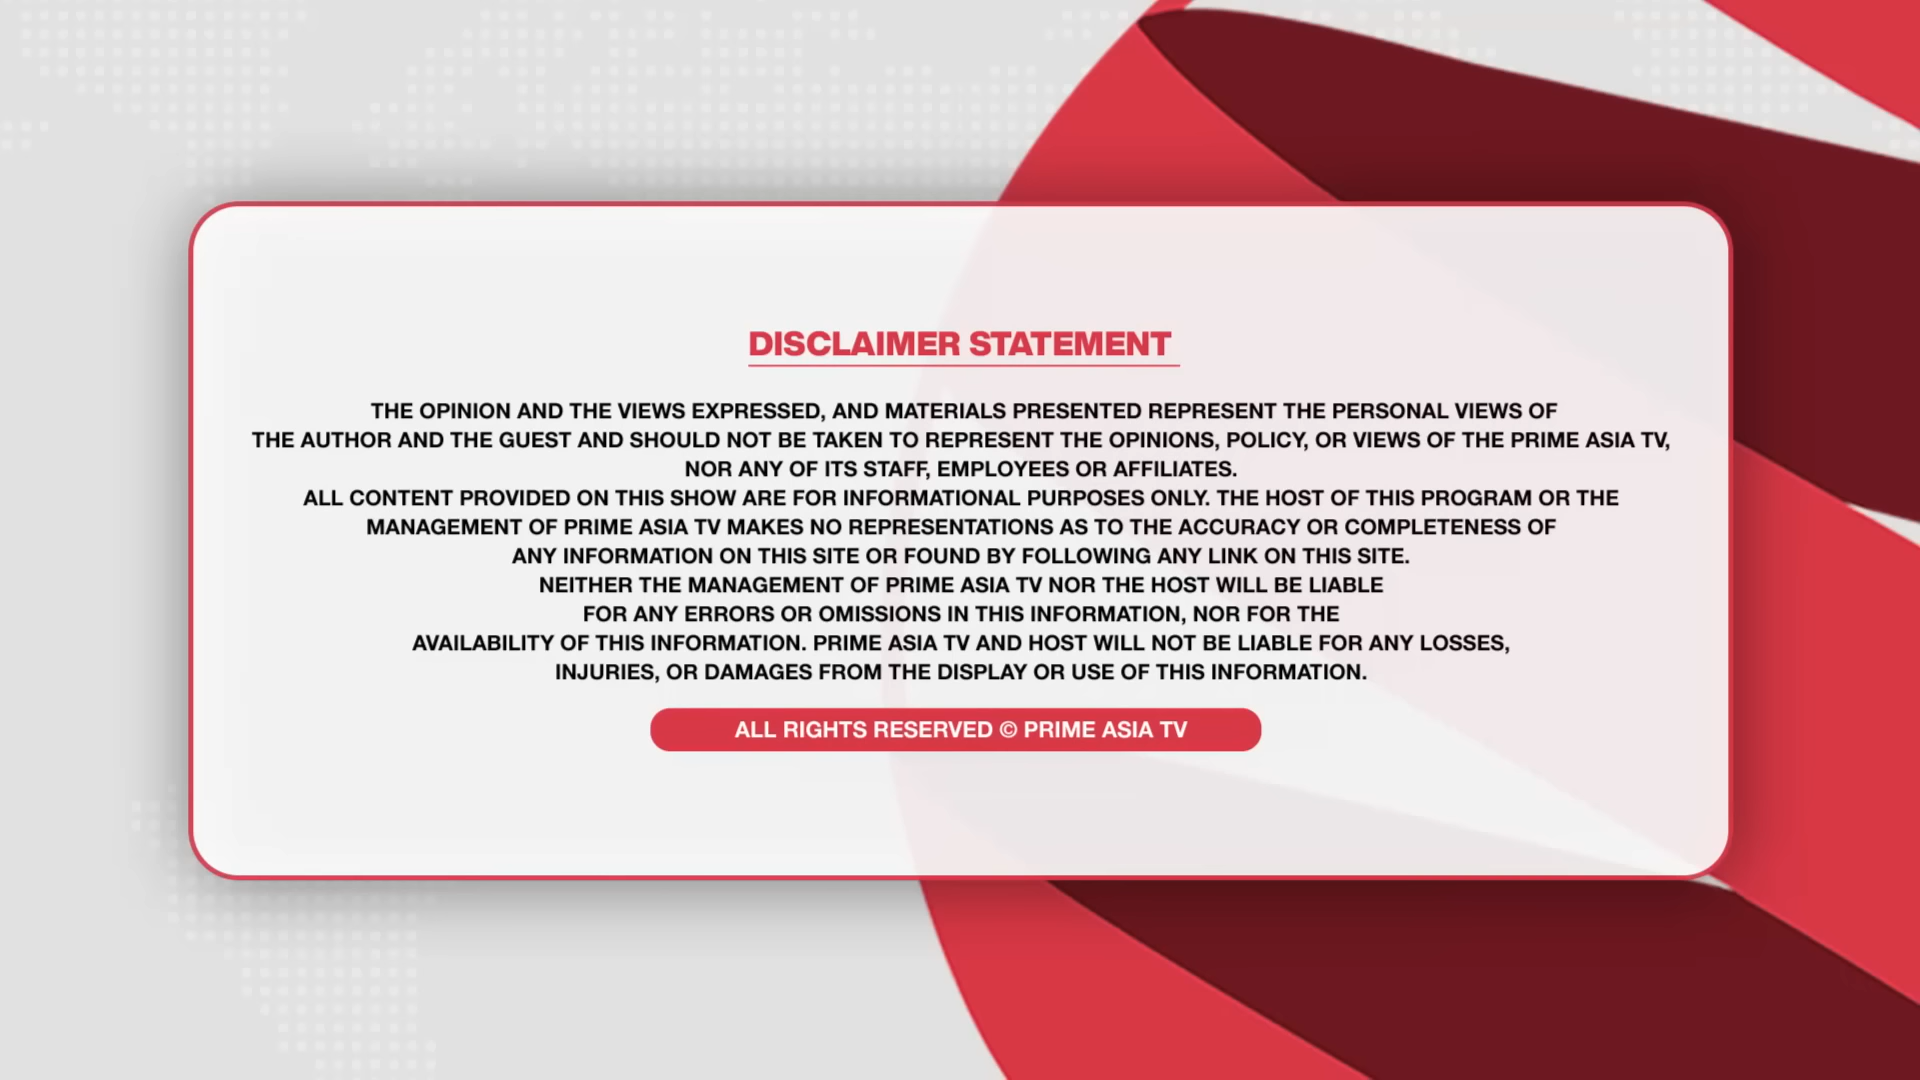 DISCLAIMER STATEMENT
THE OPINION AND THE VIEWS EXPRESSED, AND MATERIALS PRESENTED REPRESENT THE PERSONAL VIEWS OF
THE AUTHOR AND THE GUEST AND SHOULD NOT BE TAKEN TO REPRESENT THE OPINIONS, POLICY, OR VIEWS OF THE PRIME ASIA TV,
NOR ANY OF ITS STAFF, EMPLOYEES OR AFFILIATES.
ALL CONTENT PROVIDED ON THIS SHOW ARE FOR INFORMATIONAL PURPOSES ONLY. THE HOST OF THIS PROGRAM OR THE
MANAGEMENT OF PRIME ASIA TV MAKES NO REPRESENTATIONS AS TO THE ACCURACY OR COMPLETENESS OF
ANY INFORMATION ON THIS SITE OR FOUND BY FOLLOWING ANY LINK ON THIS SITE.
NEITHER THE MANAGEMENT OF PRIME ASIA TV NOR THE HOST WILL BE LIABLE
FOR ANY ERRORS OR OMISSIONS IN THIS INFORMATION, NOR FOR THE
AVAILABILITY OF THIS INFORMATION. PRIME ASIA TV AND HOST WILL NOT BE LIABLE FOR ANY LOSSES,
INJURIES, OR DAMAGES FROM THE DISPLAY OR USE OF THIS INFORMATION.
ALL RIGHTS RESERVED © PRIME ASIA TV